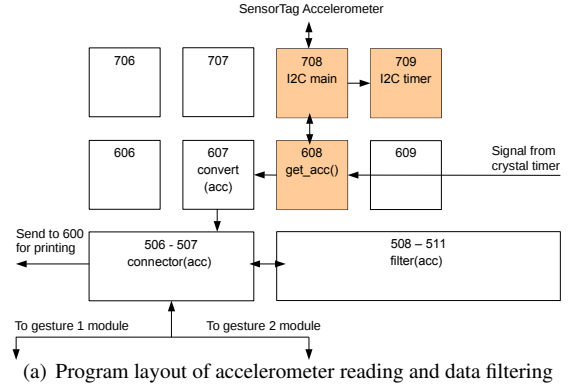 SensorTag Accelerometer
706
707
708
I2C main
709
I2C timer
606
607
convert
(acc)
608
get_acc()
609
Signal from
crystal timer
Send to 600
for printing
506 - 507
connector(acc)
508 – 511
filter(acc)
To gesture 1 module
To gesture 2 module
(a) Program layout of accelerometer reading and data filtering